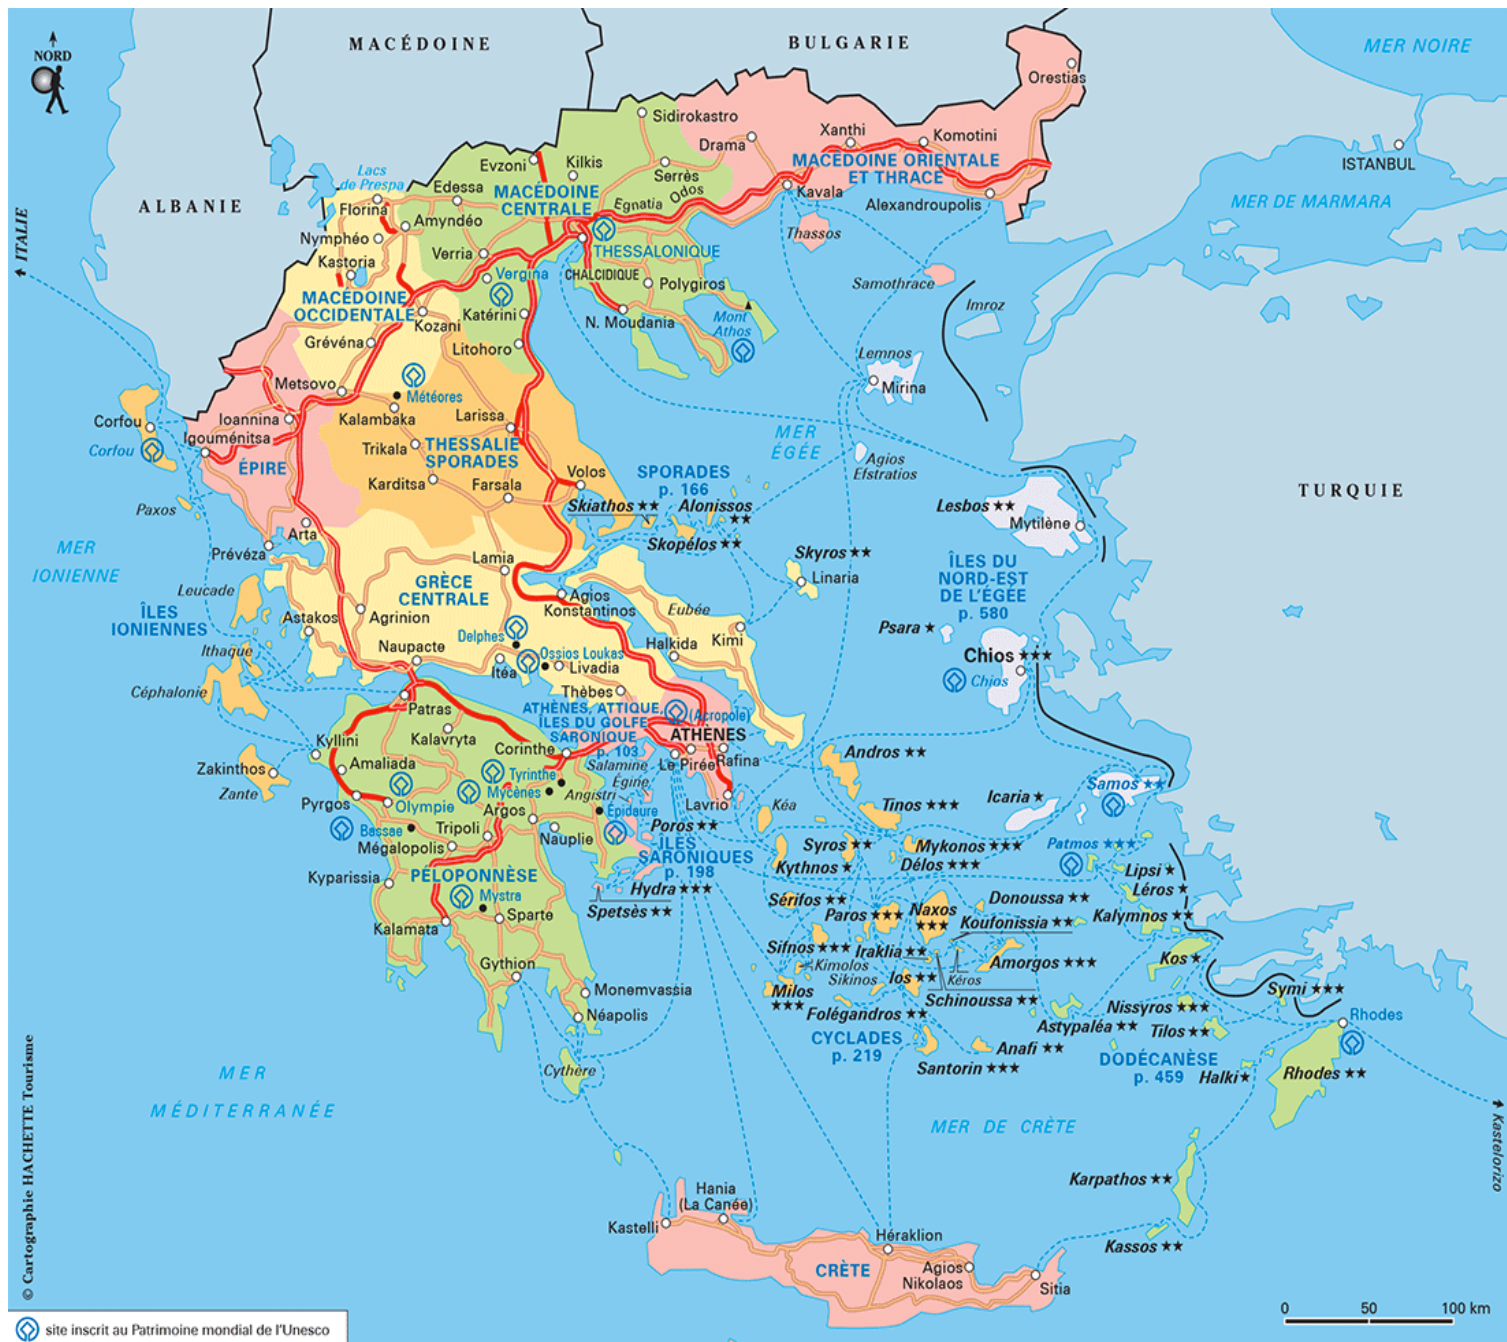 NORD
MACÉDOINE
BULGARIE
MER NOIRE
Orestias
Sidirokastro
Drama
Xanthi
Komotini
ISTANBUL
MACÉDOINE ORIENTALE
ET THRACE
Evzoni
Kilkis
Serrès
Lacs
de Prespa
Edessa
MACÉDOINE
CENTRALE
Egnatia Odos
Kavala
Alexandroupolis
MER DE MARMARA
ALBANIE
Florina
Amyndéo
Nymphéo
Verria
THESSALONIQUE
Thassos
ITALIE
Kastoria
Vergina
CHALCIDIQUE
Polygiros
Samothrace
Imroz
MACÉDOINE
OCCIDENTALE
Kozani
Katérini
N. Moudania
Mont
Athos
Grévéna
Litohoro
Lemnos
Mirina
Metsovo
Météores
Kalambaka
Larissa
Corfou
Corfou
Ioannina
Igouménitsa
ÉPIRE
Trikala
THESSALIE
SPORADES
MER
ÉGÉE
Agios
Efstratios
Karditsa
Farsala
Volos
SPORADES
p. 166
TURQUIE
Paxos
Skiathos ★★
Alonissos
★★
Lesbos ★★
Mytilène
Arta
Prévéza
Skopélos ★★
Skyros ★★
Linaria
MER
IONIENNE
Lamia
GRÈCE
CENTRALE
ÎLES DU
NORD-EST
DE L'ÉGÉE
p. 580
Leucade
ÎLES
IONIENNES
Astakos
Agrinion
Agios
Konstantinos
Eubée
Psara ★
Delphes
Ossios Loukas
Halkida
Kimi
Ithaque
Naupacte
Itéa
Livadia
Chios ★★★
Chios
Céphalonie
Thèbes
Patras
ATHÈNES, ATTIQUE,
ÎLES DU GOLFE
SARONIQUE
p. 103
(Acropole)
ATHÈNES
Kyllini
Kalavryta
Corinthe
Salamine
Le Pirée
Rafina
Andros ★★
Zakinthos
Zante
Amaliada
Tyrinthe
Mycènes
Égine
Angistri
Lavrio
Kéa
Tinos ★★★
Icaria ★
Samos ★★
Pyrgos
Olympie
Argos
Épidaure
Poros ★★
Bassae
Tripoli
Nauplie
ÎLES
SARONIQUES
p. 198
Syros ★★
Mykonos ★★★
Délos ★★★
Patmos ★★★
Mégalopolis
Kythnos ★
Lipsi ★
Kyparissia
PÉLOPONNÈSE
Mystra
Hydra ★★★
Spetsès ★★
Sérifos ★★
Paros ★★★
Naxos
★★★
Donoussa ★★
Koufonissia ★★
Léros ★
Kalymnos ★★
Kalamata
Sparte
Sifnos ★★★
Iraklia ★★
Amorgos ★★★
Kos ★
Gythion
Kimolos
Sikinos
Ios ★★
Kéros
Symi ★★★
Monemvassia
Milos
★★★
Schinoussa ★★
Nissyros ★★★
Néapolis
Folégandros ★★
Astypaléa ★★
Tilos ★★
Rhodes
CYCLADES
p. 219
Anafi ★★
DODÉCANÈSE
p. 459
Cythère
Santorin ★★★
Halki ★
Rhodes ★★
MER
MÉDITERRANÉE
MER DE CRÈTE
Kastelorizo
Karpathos ★★
Hania
(La Canée)
Kastelli
Héraklion
Kassos ★★
CRÈTE
Agios
Nikolaos
Sitia
© Cartographie HACHETTE Tourisme
site inscrit au Patrimoine mondial de l'Unesco
0 50 100 km